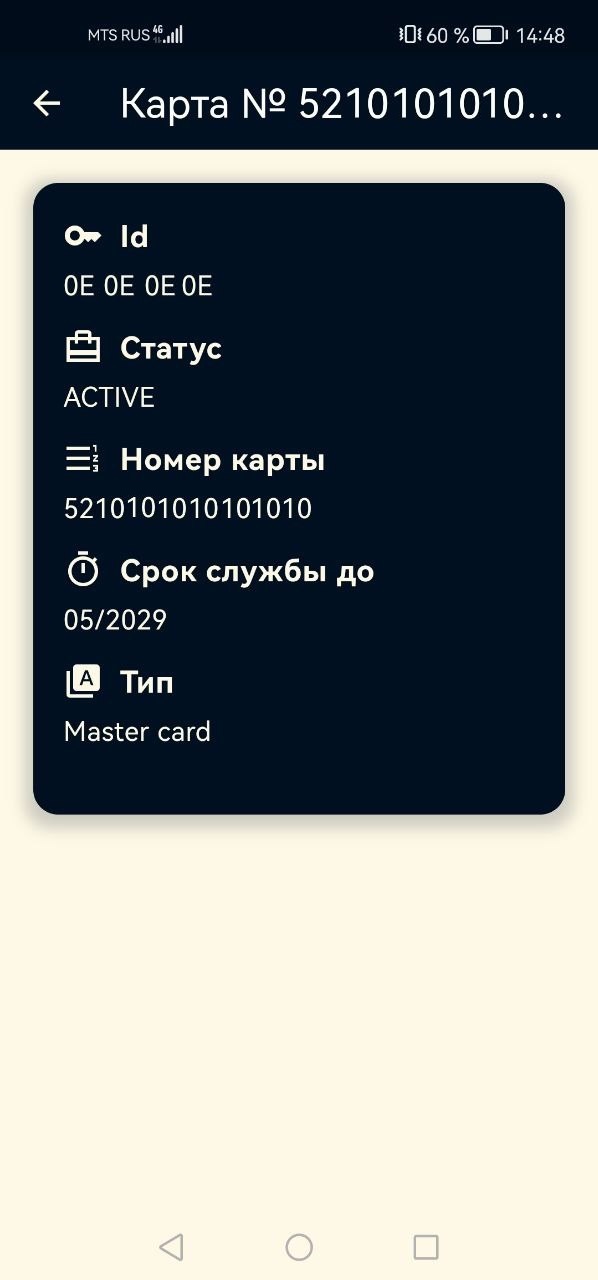 MTS RUS 4G 60 % 14:48
Карта № 5210101010...
Id
0E 0E 0E 0E
Статус
ACTIVE
Номер карты
5210101010101010
Срок службы до
05/2029
Тип
Master card